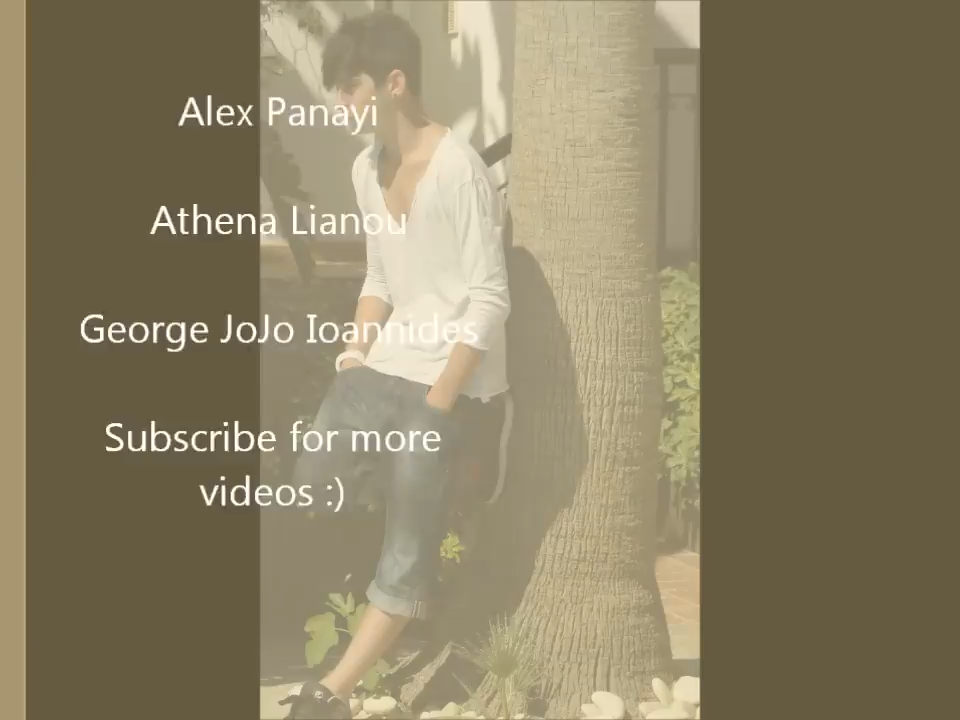 Alex Panayi
Athena Lianou
George JoJo Ioannides
Subscribe for more
videos :)